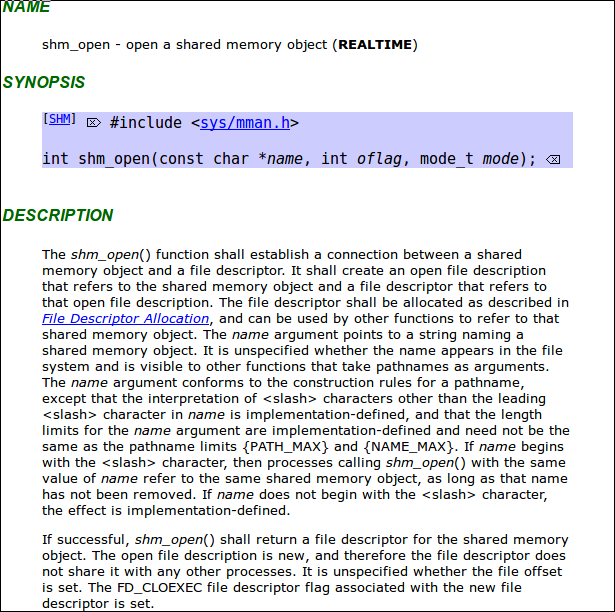 NAME
shm_open - open a shared memory object (REALTIME)
SYNOPSIS
[SHM] ⌦ #include <sys/mman.h>
int shm_open(const char *name, int oflag, mode_t mode); ⌫
DESCRIPTION
The shm_open() function shall establish a connection between a shared
memory object and a file descriptor. It shall create an open file description
that refers to the shared memory object and a file descriptor that refers to
that open file description. The file descriptor shall be allocated as described in
File Descriptor Allocation, and can be used by other functions to refer to that
shared memory object. The name argument points to a string naming a
shared memory object. It is unspecified whether the name appears in the file
system and is visible to other functions that take pathnames as arguments.
The name argument conforms to the construction rules for a pathname,
except that the interpretation of <slash> characters other than the leading
<slash> character in name is implementation-defined, and that the length
limits for the name argument are implementation-defined and need not be the
same as the pathname limits {PATH_MAX} and {NAME_MAX}. If name begins
with the <slash> character, then processes calling shm_open() with the same
value of name refer to the same shared memory object, as long as that name
has not been removed. If name does not begin with the <slash> character,
the effect is implementation-defined.
If successful, shm_open() shall return a file descriptor for the shared memory
object. The open file description is new, and therefore the file descriptor does
not share it with any other processes. It is unspecified whether the file offset
is set. The FD_CLOEXEC file descriptor flag associated with the new file
descriptor is set.